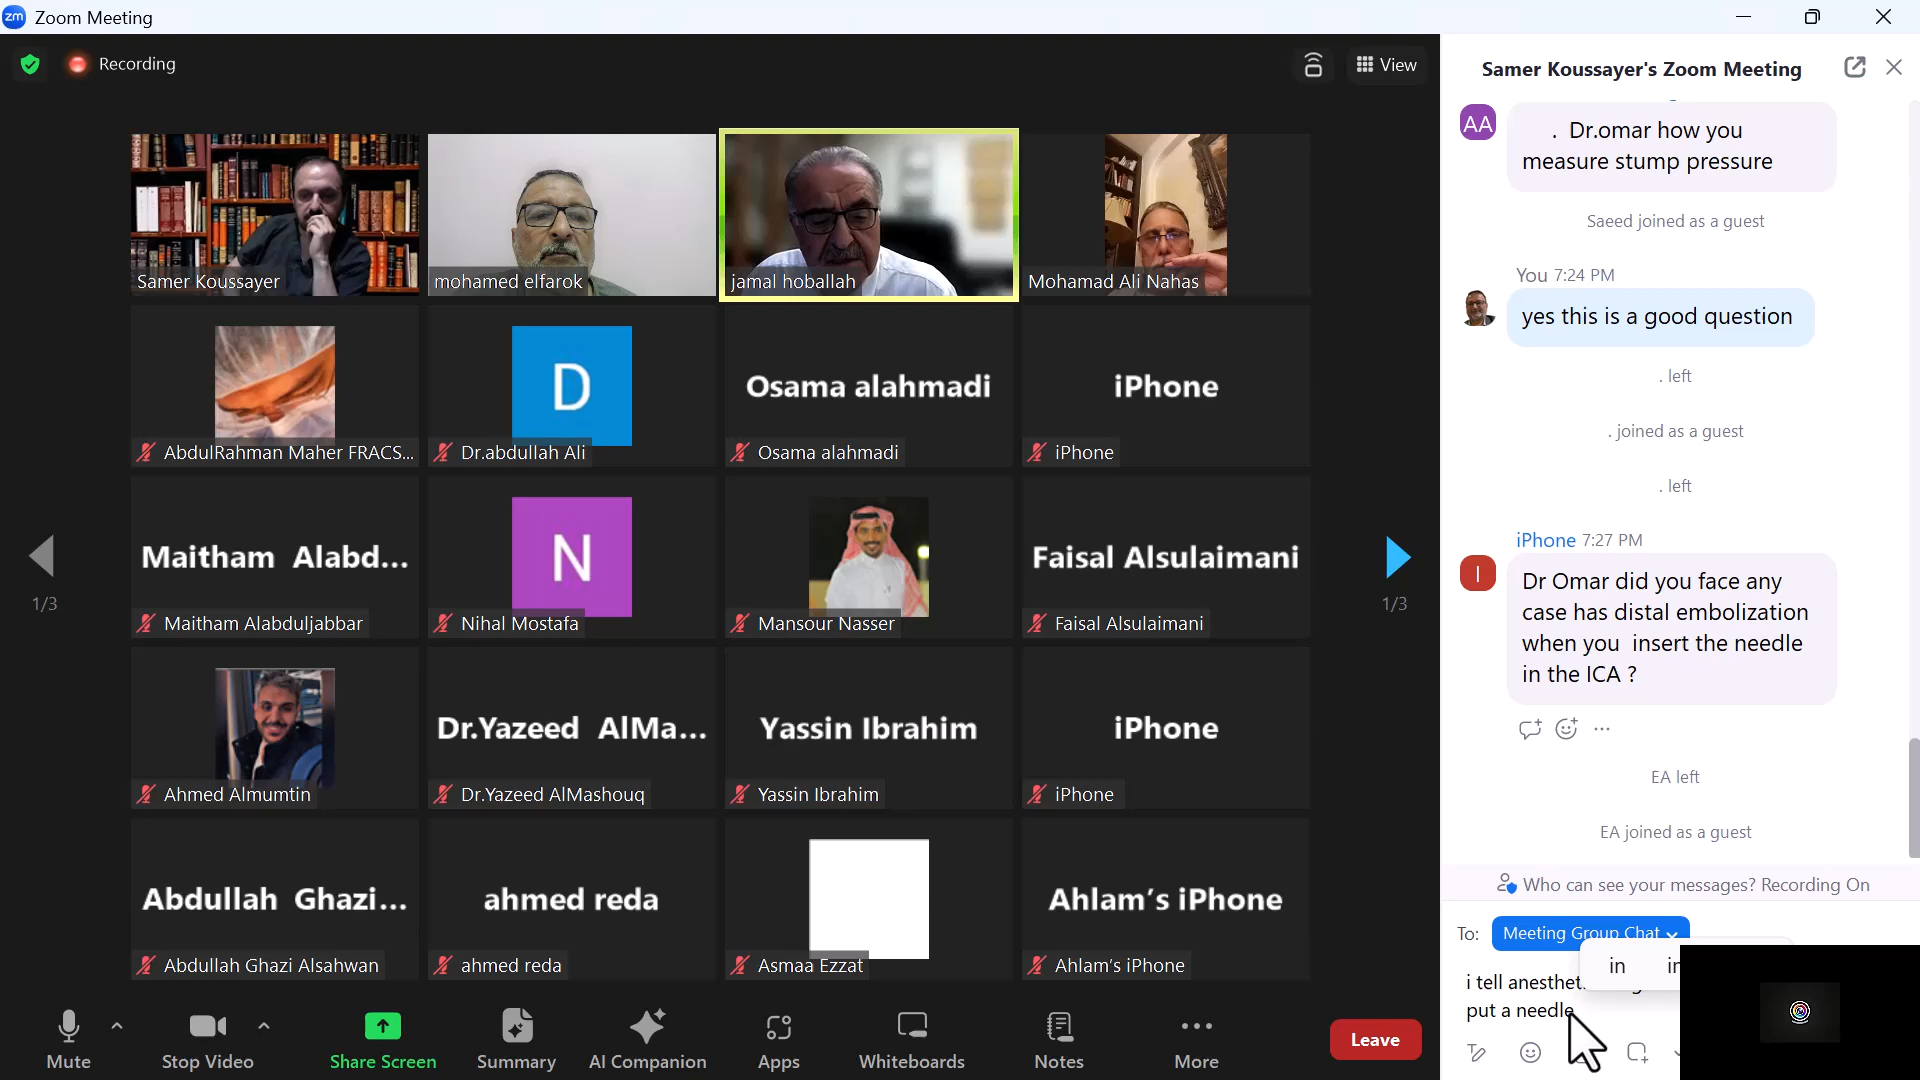 zm Zoom Meeting
Recording
View
Samer Koussayer
mohamed elfarok
jamal hoballah
Mohamad Ali Nahas
AbdulRahman Maher FRACS...
D
Dr.abdullah Ali
Osama alahmadi
Osama alahmadi
iPhone
iPhone
Maitham Alabd...
Maitham Alabduljabbar
N
Nihal Mostafa
Mansour Nasser
Faisal Alsulaimani
Faisal Alsulaimani
1/3
1/3
Ahmed Almumtin
Dr.Yazeed AlMa...
Dr.Yazeed AlMashouq
Yassin Ibrahim
Yassin Ibrahim
iPhone
iPhone
Abdullah Ghazi...
Abdullah Ghazi Alsahwan
ahmed reda
ahmed reda
Asmaa Ezzat
Ahlam's iPhone
Ahlam's iPhone
Mute
Stop Video
Share Screen
Summary
AI Companion
Apps
Whiteboards
Notes
More
Leave
Samer Koussayer's Zoom Meeting
AA
. Dr.omar how you
measure stump pressure
Saeed joined as a guest
You 7:24 PM
yes this is a good question
. left
. joined as a guest
. left
iPhone 7:27 PM
I
Dr Omar did you face any
case has distal embolization
when you insert the needle
in the ICA ?
EA left
EA joined as a guest
Who can see your messages? Recording On
To: Meeting Group Chat
in
i tell
put a needle